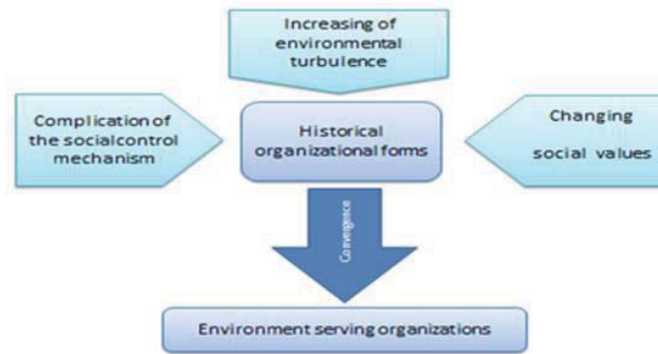 Increasing of
environmental
turbulence
Complication of
the socialcontrol
mechanism
Historical
organizational forms
Changing
social values
Convergence
Environment serving organizations